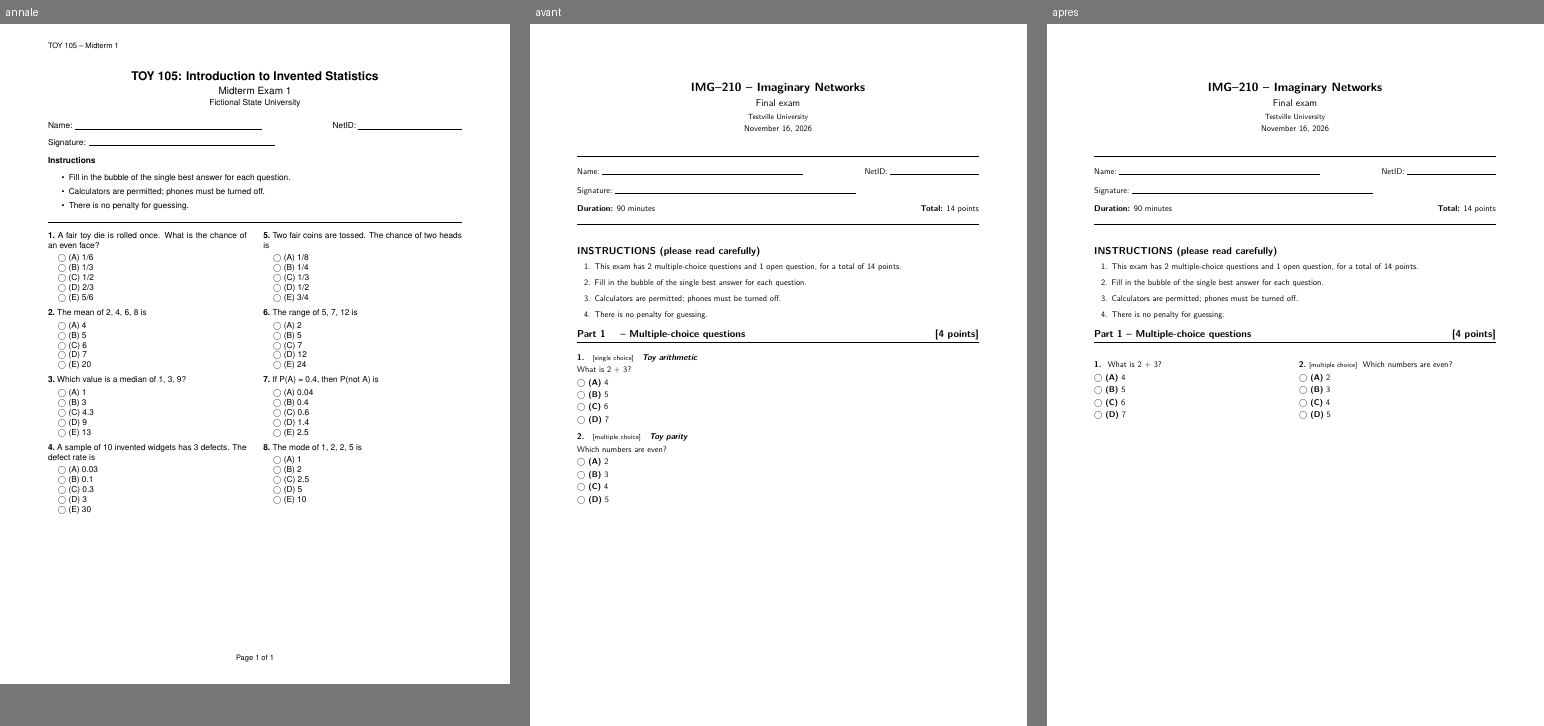 annale
TOY 105 – Midterm 1
TOY 105: Introduction to Invented Statistics
Midterm Exam 1
Fictional State University
Name:
NetID:
Signature:
Instructions
• Fill in the bubble of the single best answer for each question.
• Calculators are permitted; phones must be turned off.
• There is no penalty for guessing.
1. A fair toy die is rolled once. What is the chance of
an even face?
(A) 1/6
(B) 1/3
(C) 1/2
(D) 2/3
(E) 5/6
2. The mean of 2, 4, 6, 8 is
(A) 4
(B) 5
(C) 6
(D) 7
(E) 20
3. Which value is a median of 1, 3, 9?
(A) 1
(B) 3
(C) 4.3
(D) 9
(E) 13
4. A sample of 10 invented widgets has 3 defects. The
defect rate is
(A) 0.03
(B) 0.1
(C) 0.3
(D) 3
(E) 30
5. Two fair coins are tossed. The chance of two heads
is
(A) 1/8
(B) 1/4
(C) 1/3
(D) 1/2
(E) 3/4
6. The range of 5, 7, 12 is
(A) 2
(B) 5
(C) 7
(D) 12
(E) 24
7. If P(A) = 0.4, then P(not A) is
(A) 0.04
(B) 0.4
(C) 0.6
(D) 1.4
(E) 2.5
8. The mode of 1, 2, 2, 5 is
(A) 1
(B) 2
(C) 2.5
(D) 5
(E) 10
Page 1 of 1
avant
IMG–210 – Imaginary Networks
Final exam
Testville University
November 16, 2026
Name:
NetID:
Signature:
Duration: 90 minutes
Total: 14 points
INSTRUCTIONS (please read carefully)
1. This exam has 2 multiple-choice questions and 1 open question, for a total of 14 points.
2. Fill in the bubble of the single best answer for each question.
3. Calculators are permitted; phones must be turned off.
4. There is no penalty for guessing.
Part 1 – Multiple-choice questions [4 points]
1. [single choice] Toy arithmetic
What is 2 + 3?
(A) 4
(B) 5
(C) 6
(D) 7
2. [multiple choice] Toy parity
Which numbers are even?
(A) 2
(B) 3
(C) 4
(D) 5
apres
IMG–210 – Imaginary Networks
Final exam
Testville University
November 16, 2026
Name:
NetID:
Signature:
Duration: 90 minutes
Total: 14 points
INSTRUCTIONS (please read carefully)
1. This exam has 2 multiple-choice questions and 1 open question, for a total of 14 points.
2. Fill in the bubble of the single best answer for each question.
3. Calculators are permitted; phones must be turned off.
4. There is no penalty for guessing.
Part 1 – Multiple-choice questions [4 points]
1. What is 2 + 3?
(A) 4
(B) 5
(C) 6
(D) 7
2. [multiple choice] Which numbers are even?
(A) 2
(B) 3
(C) 4
(D) 5